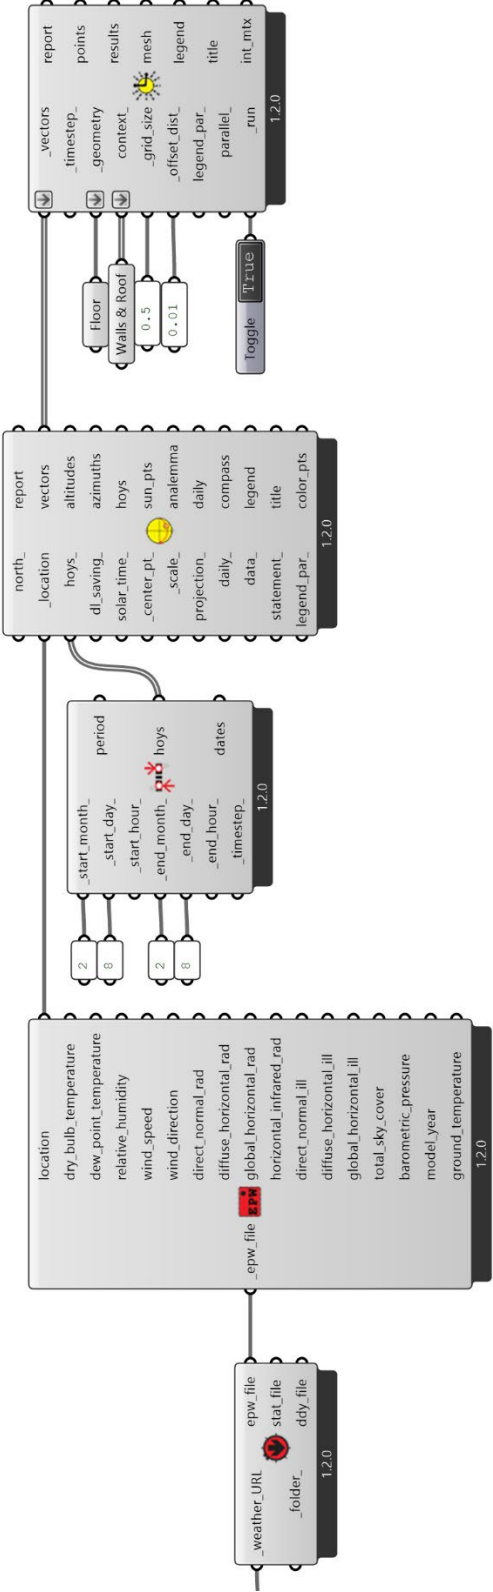 _weather_URL
_folder_
epw_file
stat_file
ddy_file
1.2.0
_epw_file
EPW
location
dry_bulb_temperature
dew_point_temperature
relative_humidity
wind_speed
wind_direction
direct_normal_rad
diffuse_horizontal_rad
global_horizontal_rad
horizontal_infrared_rad
direct_normal_ill
diffuse_horizontal_ill
global_horizontal_ill
total_sky_cover
barometric_pressure
model_year
ground_temperature
1.2.0
2
8
2
8
_start_month_
_start_day_
_start_hour_
_end_month_
_end_day_
_end_hour_
_timestep_
period
hoys
dates
1.2.0
north_
_location
hoys_
dl_saving_
solar_time_
_center_pt_
_scale_
projection_
daily_
data_
statement_
legend_par_
report
vectors
altitudes
azimuths
hoys
sun_pts
analemma
daily
compass
legend
title
color_pts
1.2.0
Floor
Walls & Roof
0.5
0.01
Toggle True
_vectors
_timestep_
_geometry
context_
_grid_size
_offset_dist_
legend_par_
parallel_
_run
report
points
results
mesh
legend
title
int_mtx
1.2.0